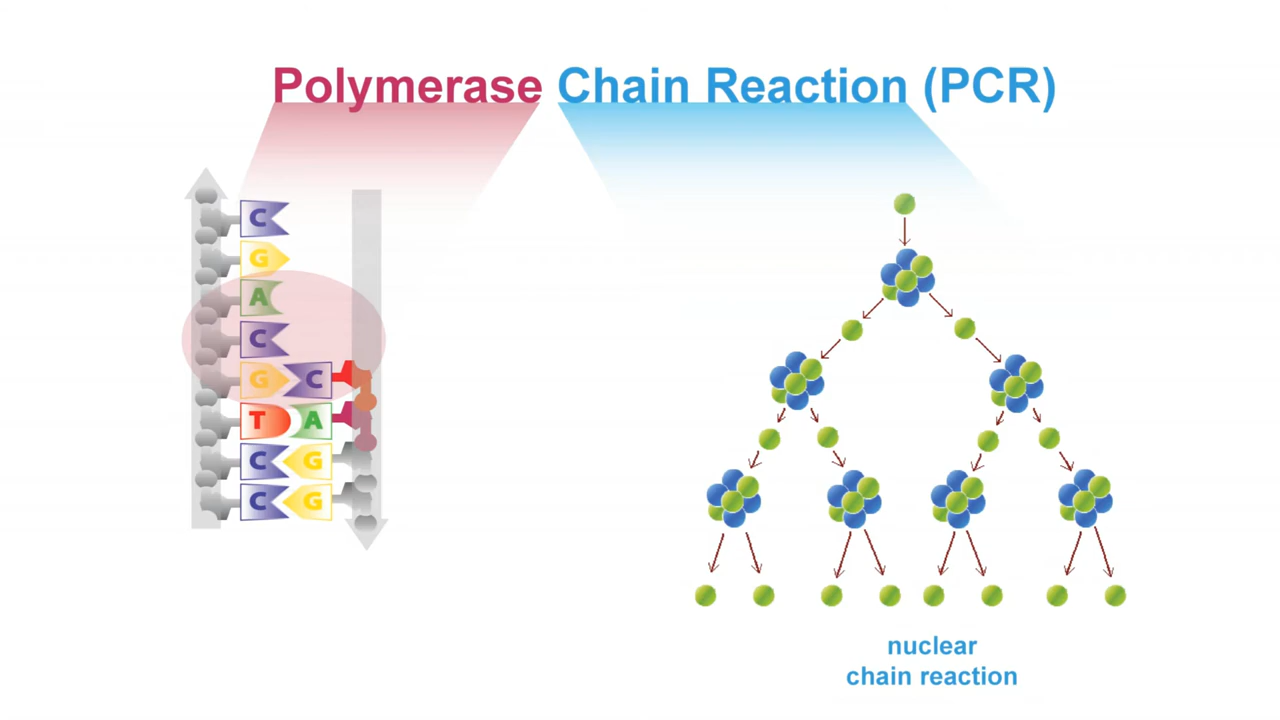 Polymerase Chain Reaction (PCR)
C
G
A
C
G C
T A
C G
C G
nuclear
chain reaction